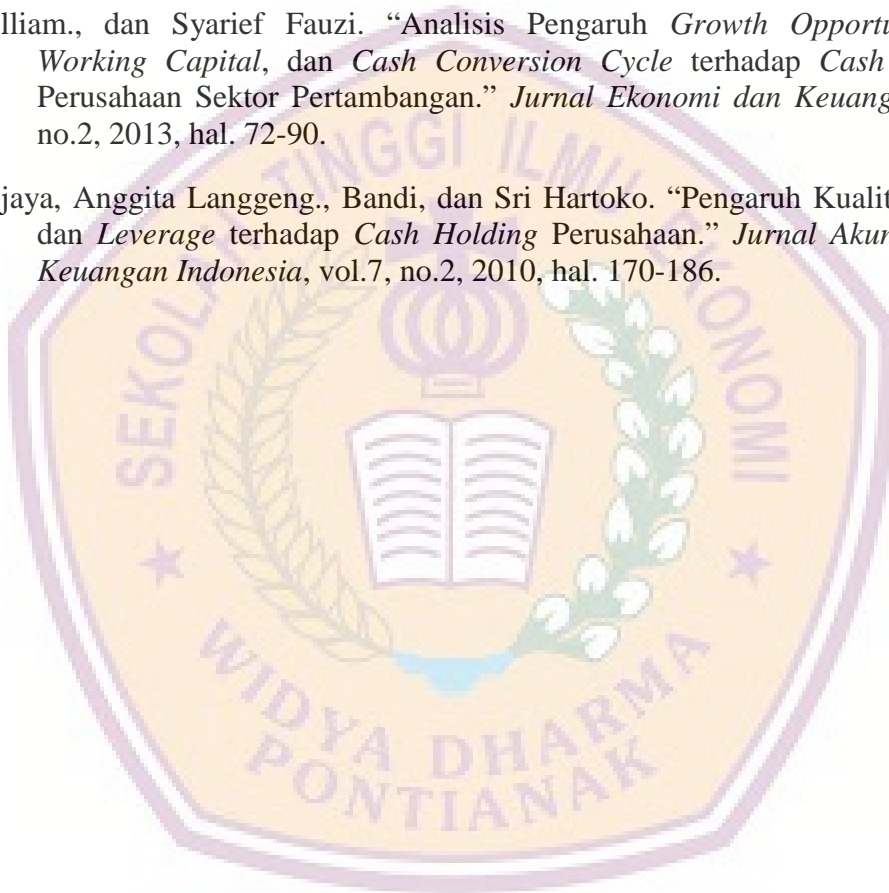 lliam., dan Syarief Fauzi. “Analisis Pengaruh Growth Opportu
Working Capital, dan Cash Conversion Cycle terhadap Cash
Perusahaan Sektor Pertambangan.” Jurnal Ekonomi dan Keuang
no.2, 2013, hal. 72-90.
jaya, Anggita Langgeng., Bandi, dan Sri Hartoko. “Pengaruh Kualit
dan Leverage terhadap Cash Holding Perusahaan.” Jurnal Akun
Keuangan Indonesia, vol.7, no.2, 2010, hal. 170-186.
SEKOLAH TINGGI ILMU EKONOMI
WIDYA DHARMA
PONTIANAK